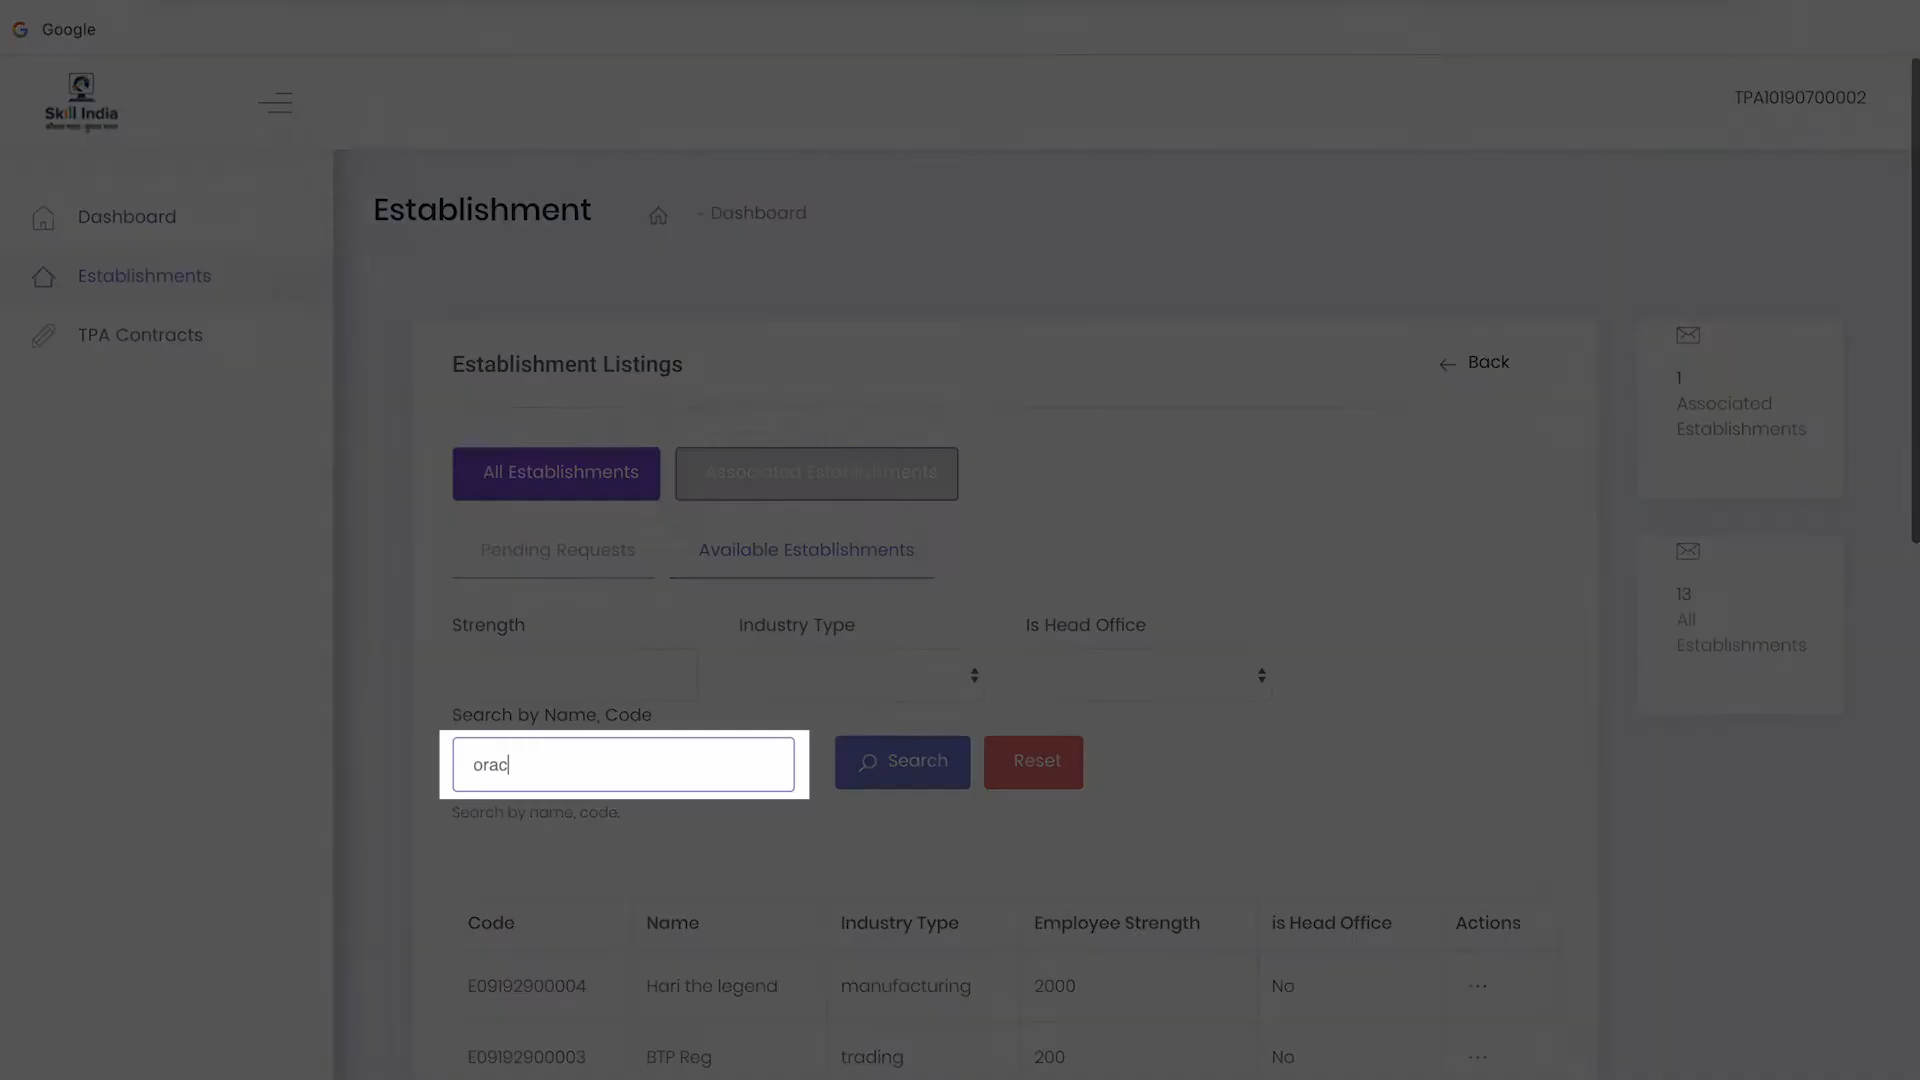 Google
Skill India
TPA10190700002
Dashboard
Establishments
TPA Contracts
Establishment
- Dashboard
Establishment Listings
Back
All Establishments
Associated Establishments
Pending Requests
Available Establishments
Strength
Industry Type
Is Head Office
Search by Name, Code
orac
Search
Reset
Search by name, code.
Code Name Industry Type Employee Strength is Head Office Actions
E09192900004 Hari the legend manufacturing 2000 No ...
E09192900003 BTP Reg trading 200 No ...
1
Associated
Establishments
13
All
Establishments